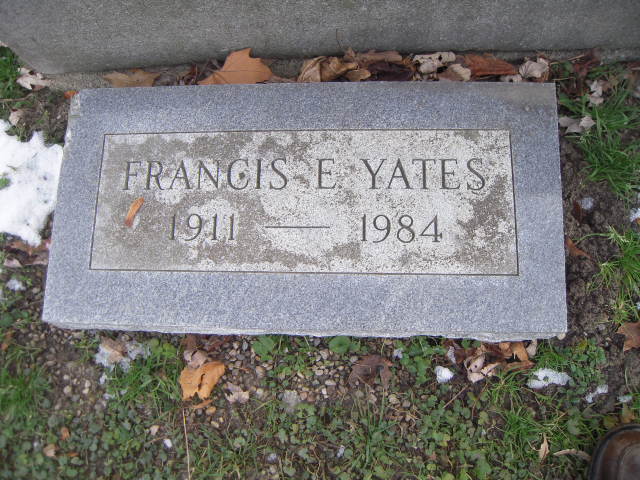 FRANCIS E YATES
1911 — 1984